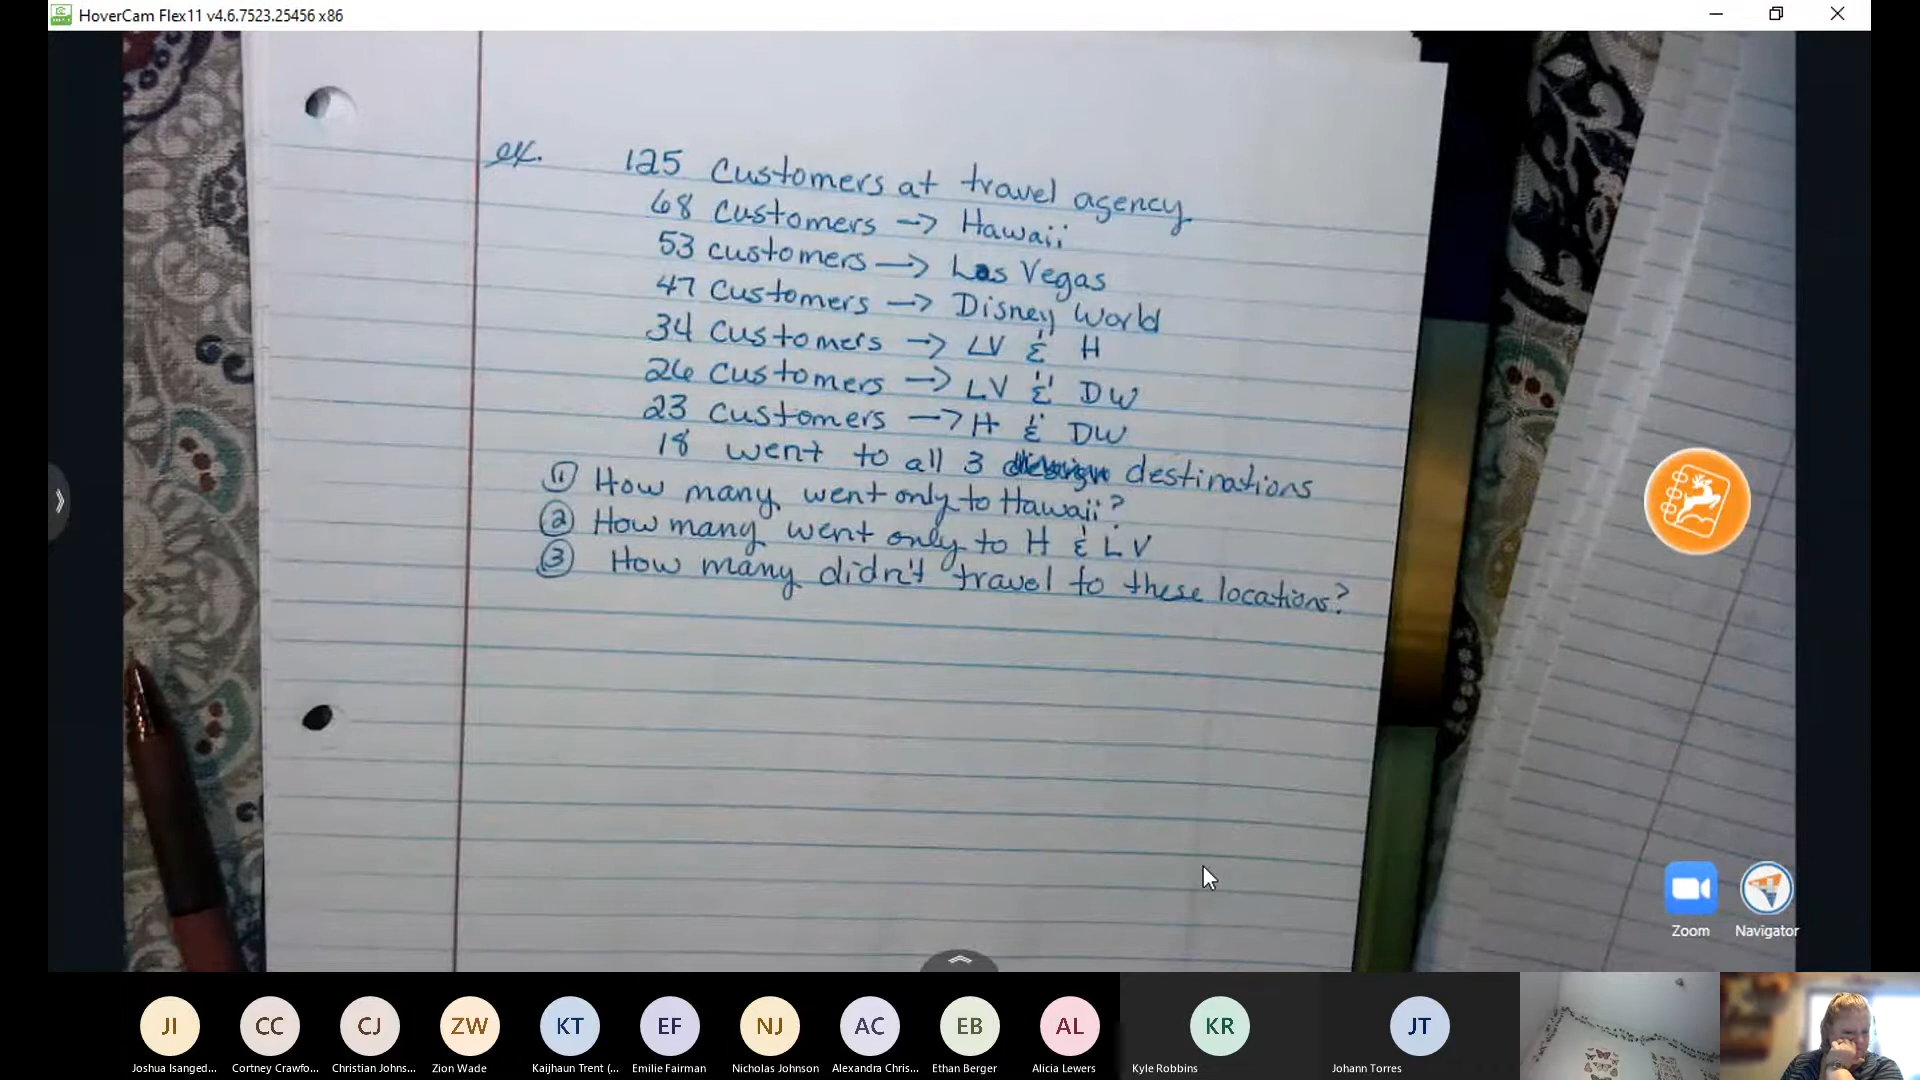 HoverCam Flex11 v4.6.7523.25456 x86
ex. 125 Customers at travel agency
68 customers → Hawaii
53 customers → Las Vegas
47 Customers → Disney World
34 Customers → LV & H
26 customers → LV & DW
23 customers → H & DW
18 went to all 3 destinations
① How many went only to Hawaii?
② How many went only to H & LV
③ How many didn't travel to these locations?
Zoom
Navigator
JI
CC
CJ
ZW
KT
EF
NJ
AC
EB
AL
KR
JT
Joshua Isanged...
Cortney Crawfo...
Christian Johns...
Zion Wade
Kaijhaun Trent (...
Emilie Fairman
Nicholas Johnson
Alexandra Chris...
Ethan Berger
Alicia Lewers
Kyle Robbins
Johann Torres